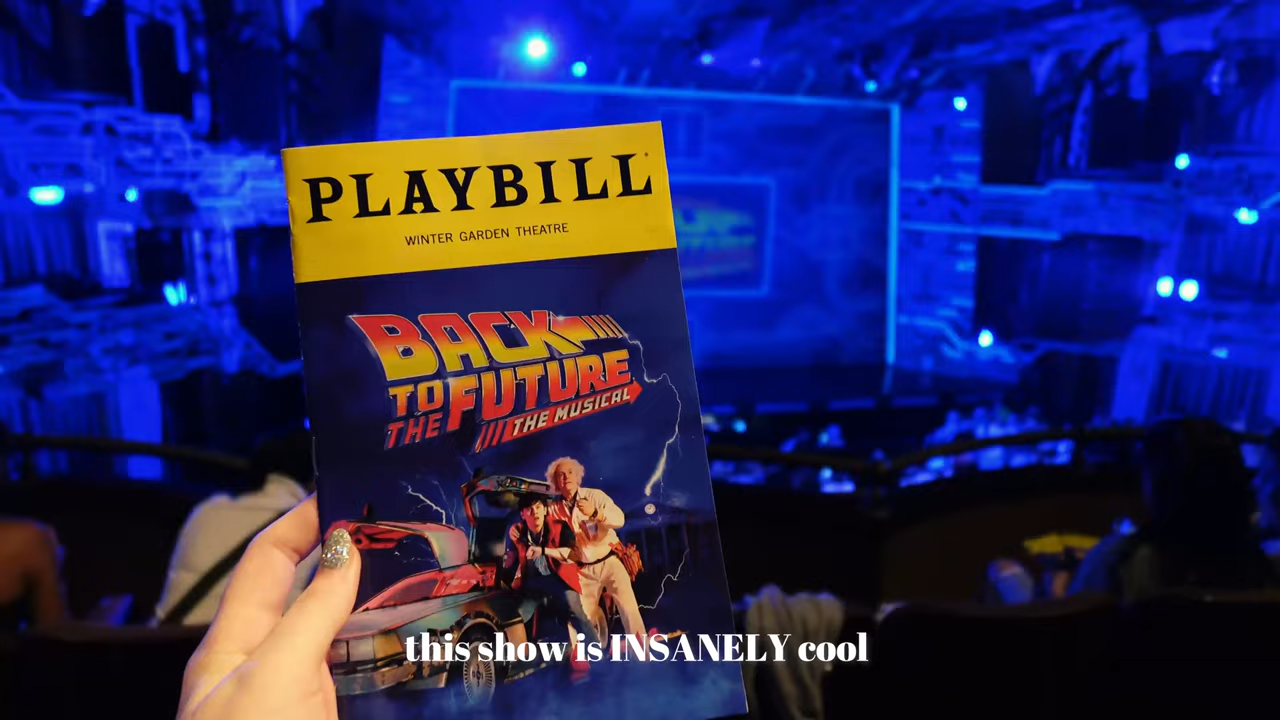 PLAYBILL
WINTER GARDEN THEATRE
BACK
TO THE FUTURE
THE MUSICAL
this show is INSANELY cool